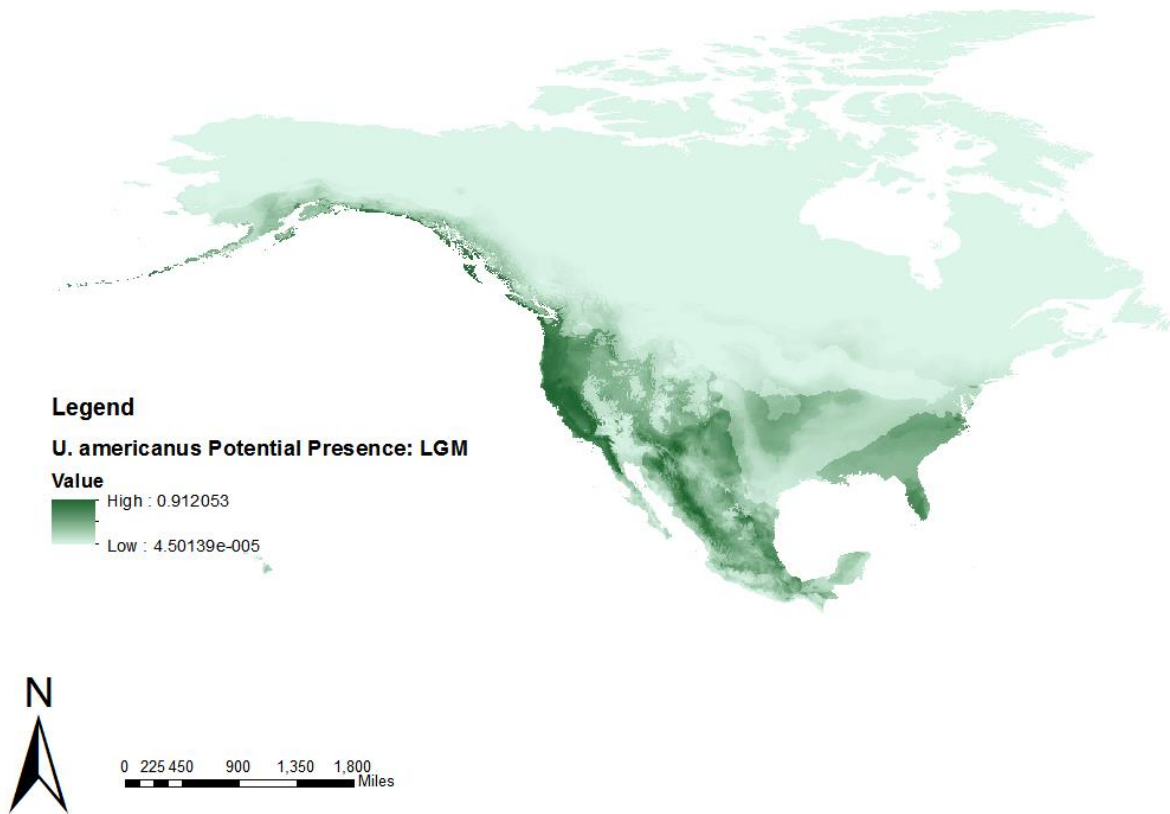 Legend
U. americanus Potential Presence: LGM
Value
High : 0.912053
Low : 4.50139e-005
N
0 225 450 900 1,350 1,800
Miles